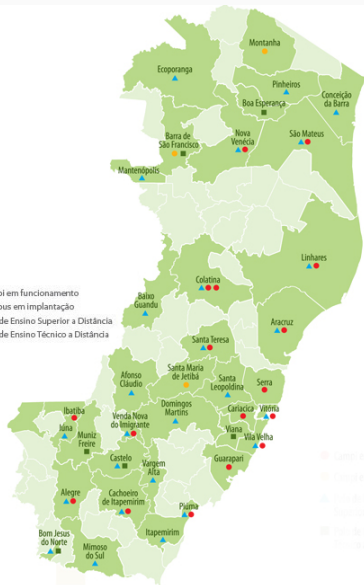 Montanha
Ecoporanga
Pinheiros
Conceição
da Barra
Boa Esperança
Barra de
São Francisco
Nova
Venécia
São Mateus
Mantenópolis
Linhares
Colatina
pi em funcionamento
pus em implantação
de Ensino Superior a Distância
de Ensino Técnico a Distância
Baixo
Guandu
Aracruz
Santa Teresa
Santa Maria
de Jetibá
Afonso
Cláudio
Santa
Leopoldina
Serra
Domingos
Martins
Cariacica
Vitória
Ibatiba
Venda Nova
do Imigrante
Viana
Vila Velha
Iúna
Muniz
Freire
Castelo
Vargem
Alta
Guarapari
Alegre
Cachoeiro
de Itapemirim
Piúma
Bom Jesus
do Norte
Mimoso
do Sul
Itapemirim